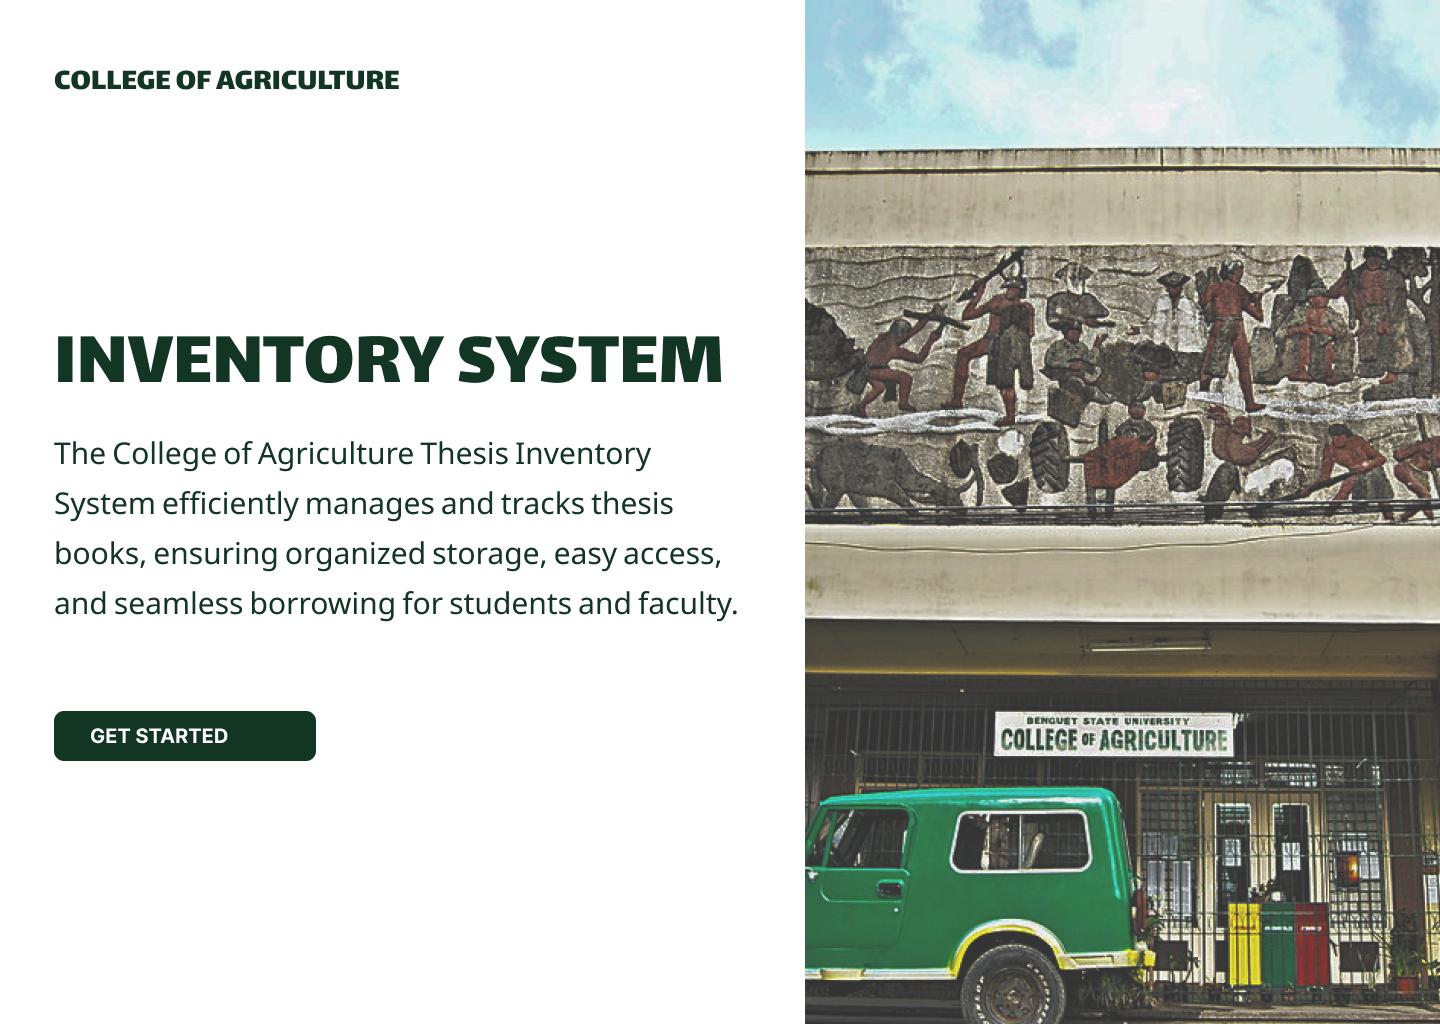 COLLEGE OF AGRICULTURE
INVENTORY SYSTEM
The College of Agriculture Thesis Inventory
System efficiently manages and tracks thesis
books, ensuring organized storage, easy access,
and seamless borrowing for students and faculty.
GET STARTED
BENGUET STATE UNIVERSITY
COLLEGE OF AGRICULTURE